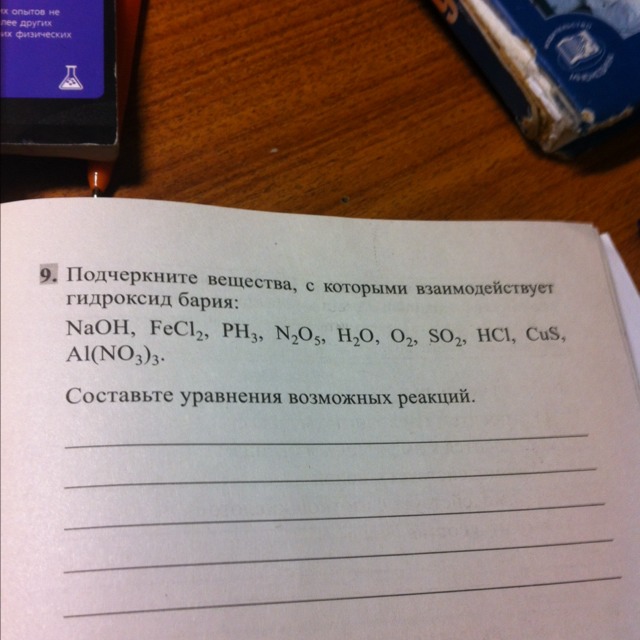 их опытов не
лее других
их физических
9. Подчеркните вещества, с которыми взаимодействует
гидроксид бария:
NaOH, FeCl₂, PH₃, N₂O₅, H₂O, O₂, SO₂, HCl, CuS,
Al(NO₃)₃.
Составьте уравнения возможных реакций.